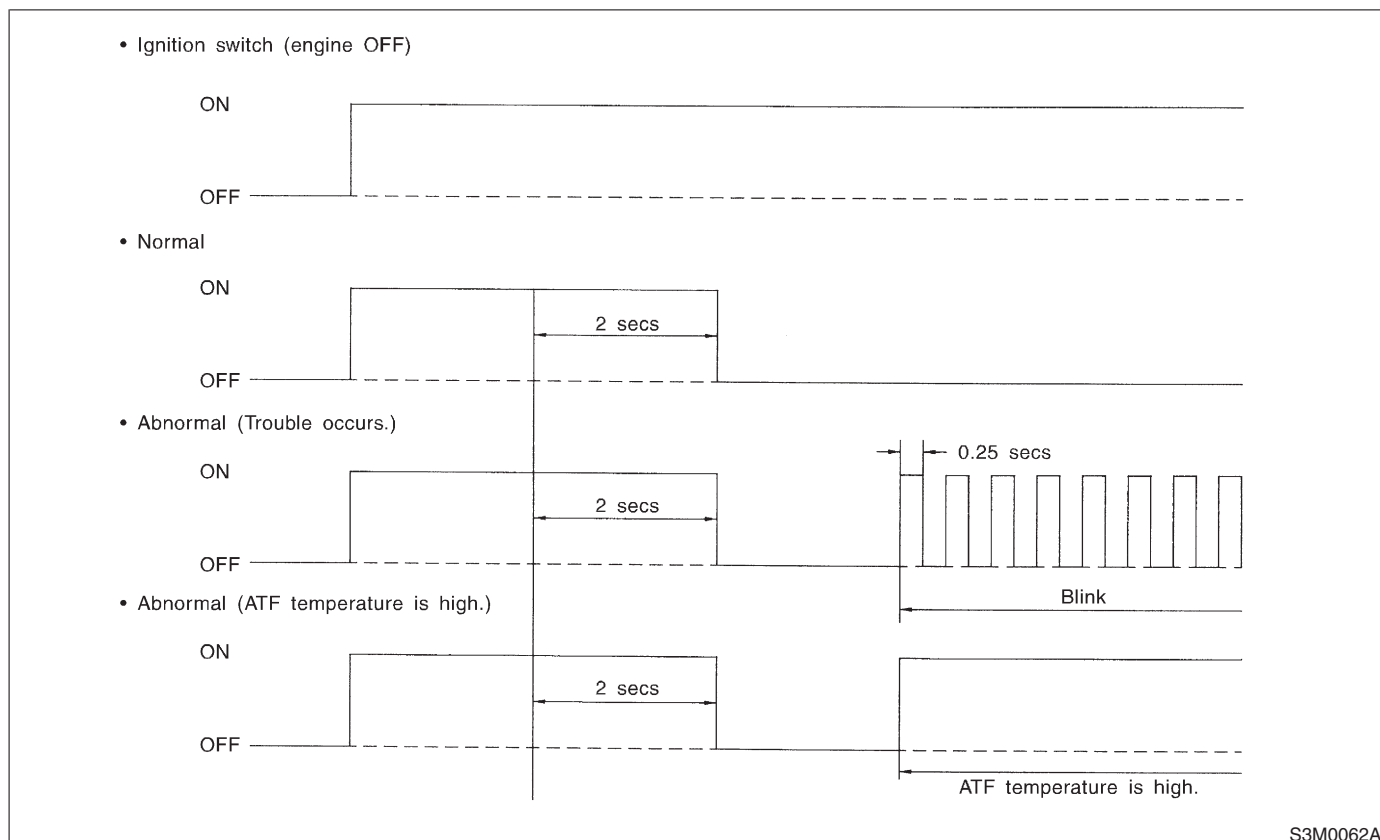 • Ignition switch (engine OFF)
ON
OFF
• Normal
ON
2 secs
OFF
• Abnormal (Trouble occurs.)
0.25 secs
ON
2 secs
OFF
Blink
• Abnormal (ATF temperature is high.)
ON
2 secs
OFF
ATF temperature is high.
S3M0062A